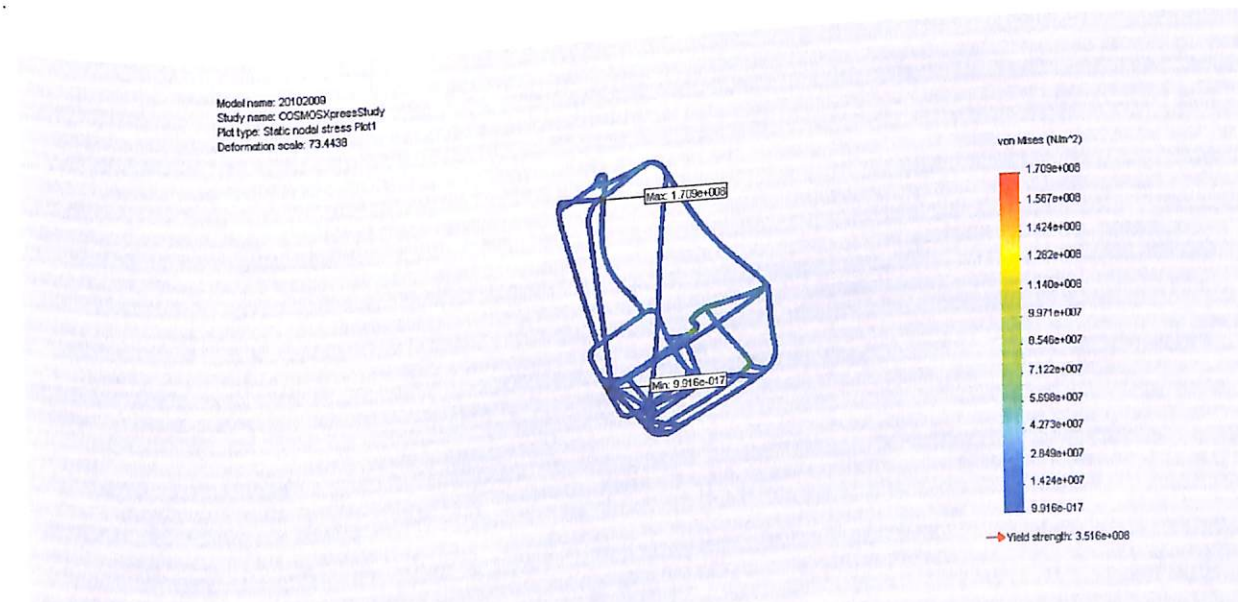 Model name: 20102009
Study name: COSMOSXpressStudy
Plot type: Static nodal stress Plot1
Deformation scale: 73.4438
von Mises (N/m^2)
1.709e+008
1.567e+008
1.424e+008
1.282e+008
1.140e+008
9.971e+007
8.546e+007
7.122e+007
5.698e+007
4.273e+007
2.849e+007
1.424e+007
9.916e-017
Yield strength: 3.516e+008
Max: 1.709e+008
Min: 9.916e-017